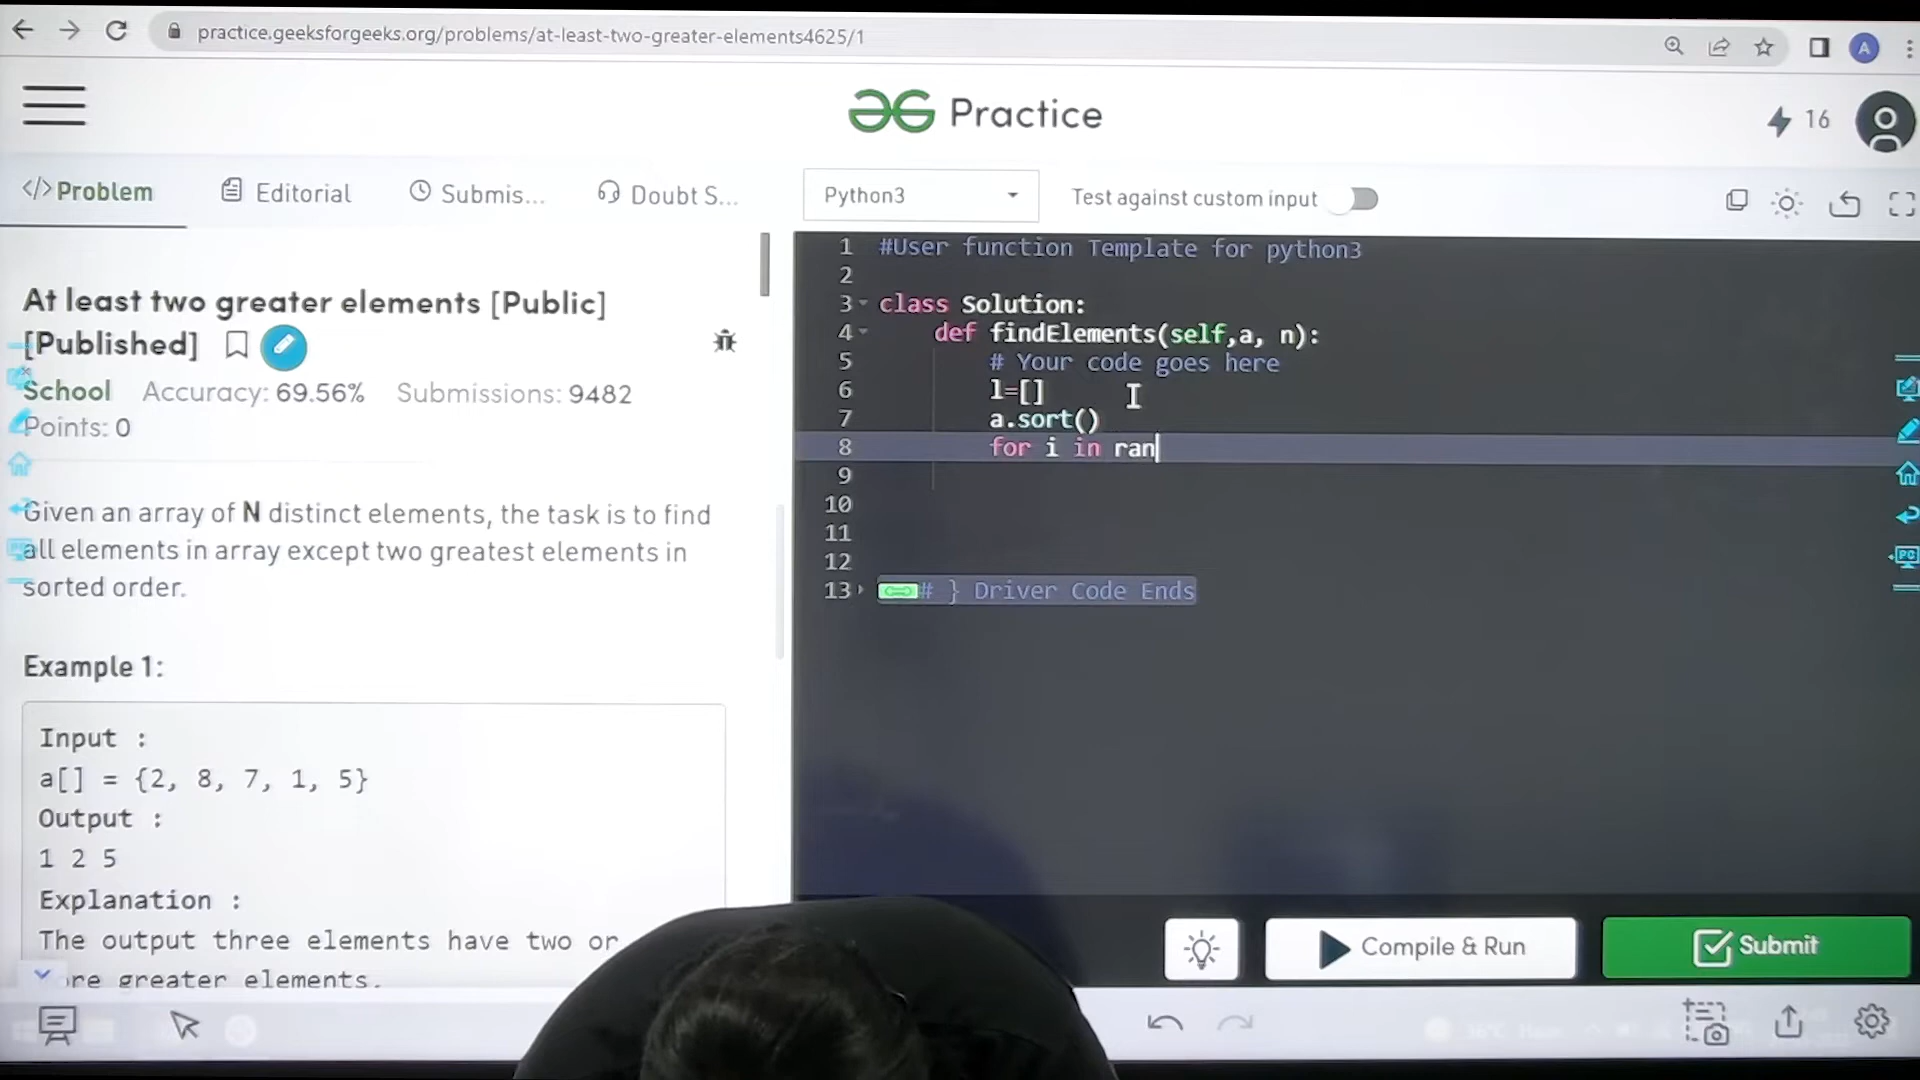 practice.geeksforgeeks.org/problems/at-least-two-greater-elements4625/1
A
Practice
16
</> Problem
Editorial
Submis...
Doubt S...
Python3
Test against custom input
At least two greater elements [Public]
[Published]
School Accuracy: 69.56% Submissions: 9482
Points: 0
Given an array of N distinct elements, the task is to find
all elements in array except two greatest elements in
sorted order.
Example 1:
Input :
a[] = {2, 8, 7, 1, 5}
Output :
1 2 5
Explanation :
The output three elements have two or
re greater elements.
1 #User function Template for python3
2
3 class Solution:
4 def findElements(self,a, n):
5 # Your code goes here
6 l=[]
7 a.sort()
8 for i in ran
9
10
11
12
13 # } Driver Code Ends
PC
Compile & Run
Submit